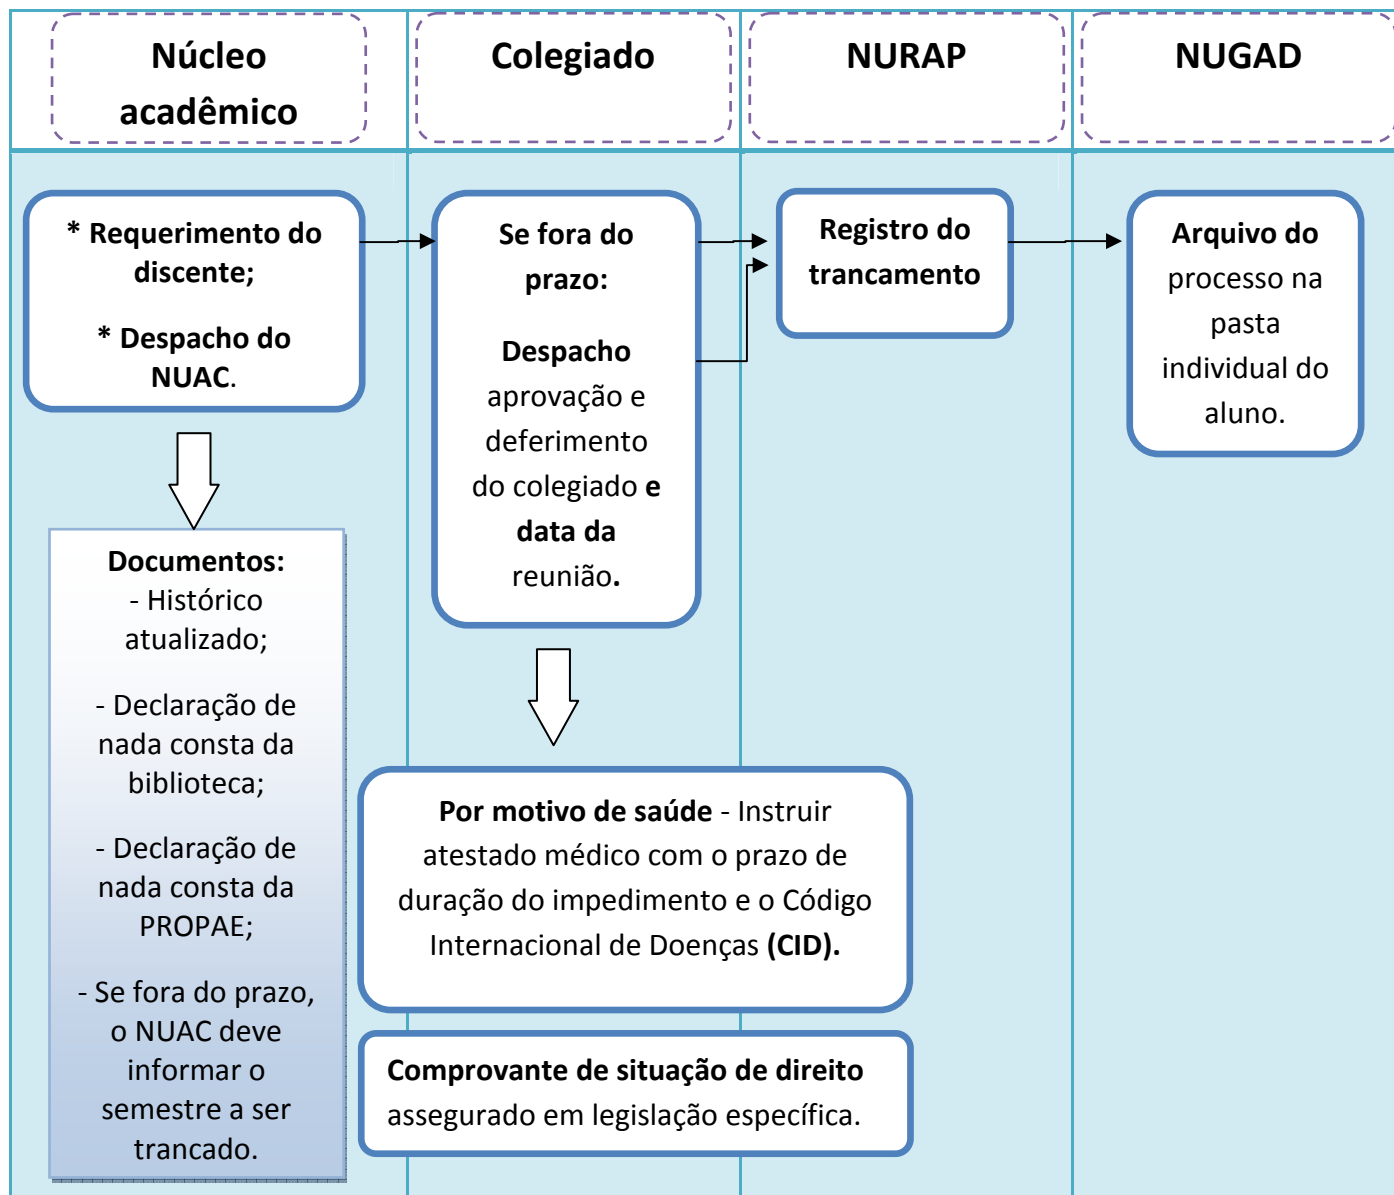 Núcleo
acadêmico
Colegiado
NURAP
NUGAD
* Requerimento do
discente;
* Despacho do
NUAC.
Se fora do
prazo:
Despacho
aprovação e
deferimento
do colegiado e
data da
reunião.
Registro do
trancamento
Arquivo do
processo na
pasta
individual do
aluno.
Documentos:
- Histórico
atualizado;
- Declaração de
nada consta da
biblioteca;
- Declaração de
nada consta da
PROPAE;
- Se fora do prazo,
o NUAC deve
informar o
semestre a ser
trancado.
Por motivo de saúde - Instruir
atestado médico com o prazo de
duração do impedimento e o Código
Internacional de Doenças (CID).
Comprovante de situação de direito
assegurado em legislação específica.